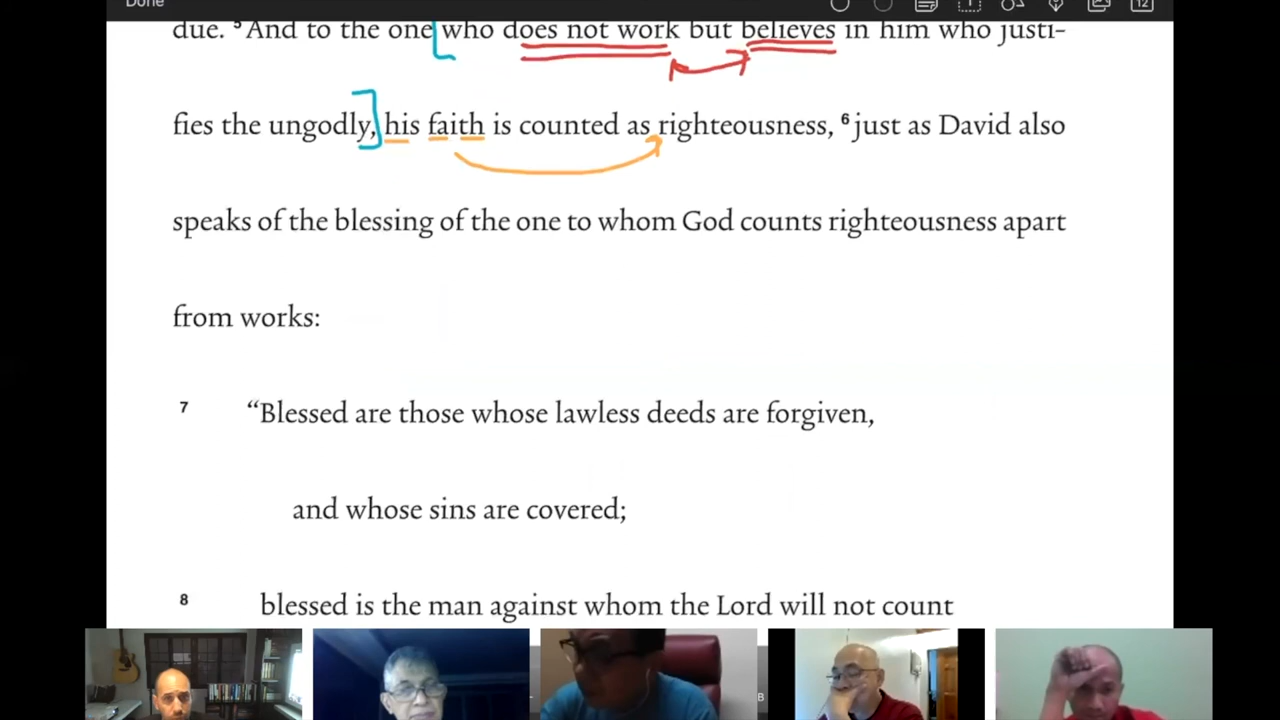 Done
due. ⁵ And to the one who does not work but believes in him who justi-
fies the ungodly, his faith is counted as righteousness, ⁶ just as David also
speaks of the blessing of the one to whom God counts righteousness apart
from works:
7 “Blessed are those whose lawless deeds are forgiven,
and whose sins are covered;
8 blessed is the man against whom the Lord will not count